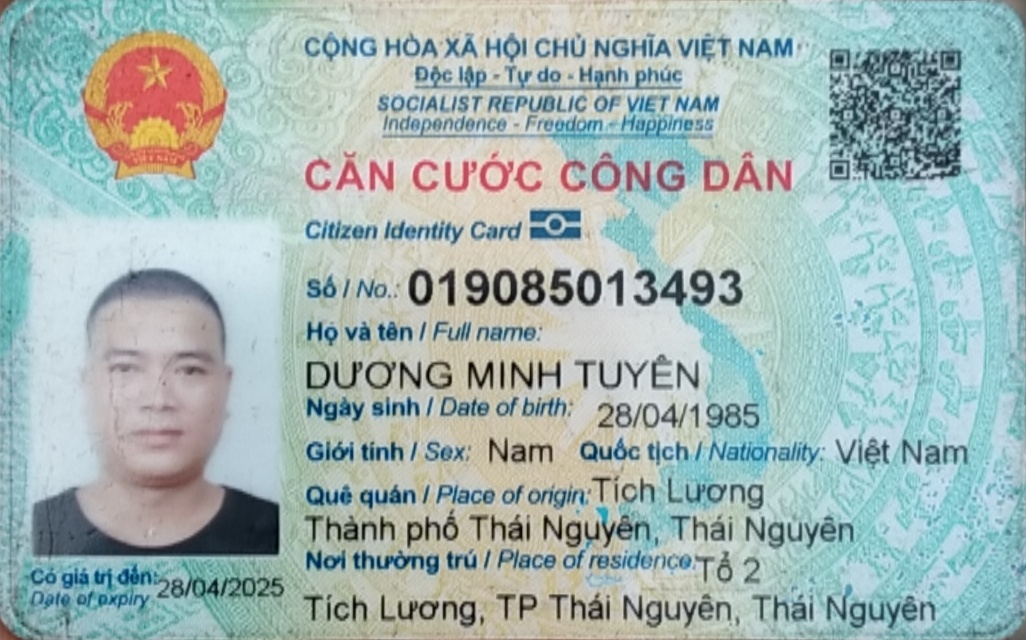 CỘNG HÒA XÃ HỘI CHỦ NGHĨA VIỆT NAM
Độc lập - Tự do - Hạnh phúc
SOCIALIST REPUBLIC OF VIET NAM
Independence - Freedom - Happiness
CĂN CƯỚC CÔNG DÂN
Citizen Identity Card
Số / No.: 019085013493
Họ và tên / Full name:
DƯƠNG MINH TUYÊN
Ngày sinh / Date of birth: 28/04/1985
Giới tính / Sex: Nam Quốc tịch / Nationality: Việt Nam
Quê quán / Place of origin: Tích Lương
Thành phố Thái Nguyên, Thái Nguyên
Nơi thường trú / Place of residence: Tổ 2
Tích Lương, TP Thái Nguyên, Thái Nguyên
Có giá trị đến: 28/04/2025
Date of expiry